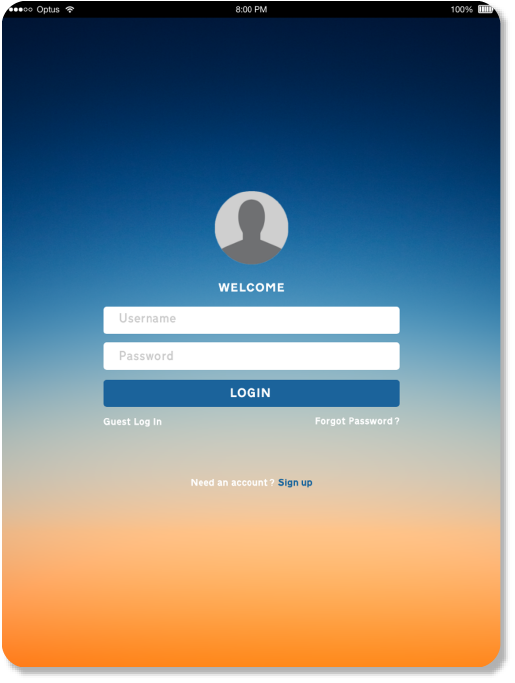 Optus 8:00 PM 100%
WELCOME
Username
Password
LOGIN
Guest Log In Forgot Password ?
Need an account ? Sign up